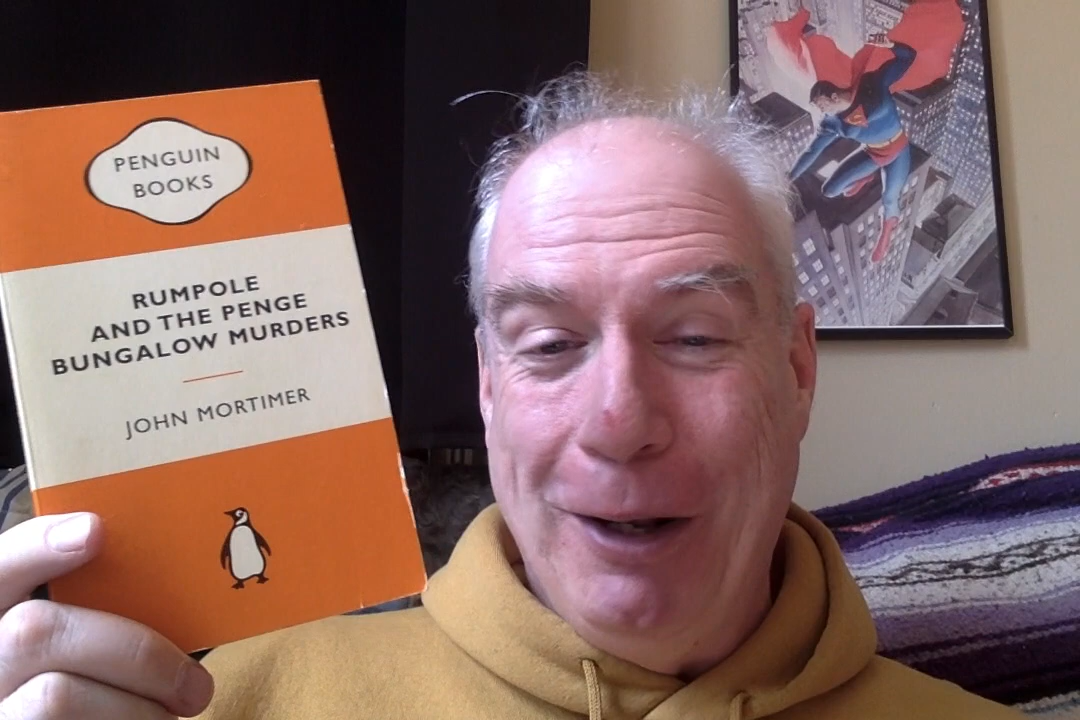 PENGUIN
BOOKS
RUMPOLE
AND THE PENGE
BUNGALOW MURDERS
JOHN MORTIMER